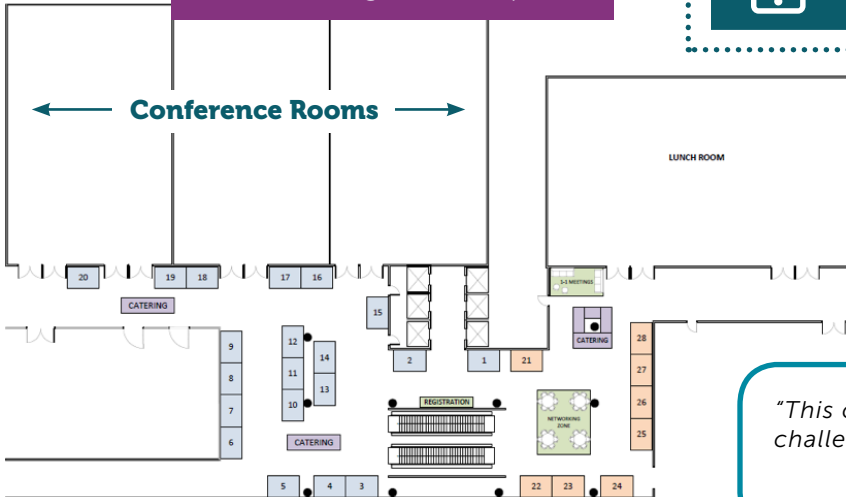 Conference Rooms
LUNCH ROOM
20
19
18
17
16
1-1 MEETINGS
CATERING
15
CATERING
9
8
7
6
12
11
10
14
13
2
1
21
28
27
26
25
REGISTRATION
NETWORKING
ZONE
CATERING
5
4
3
22
23
24
"This
challe